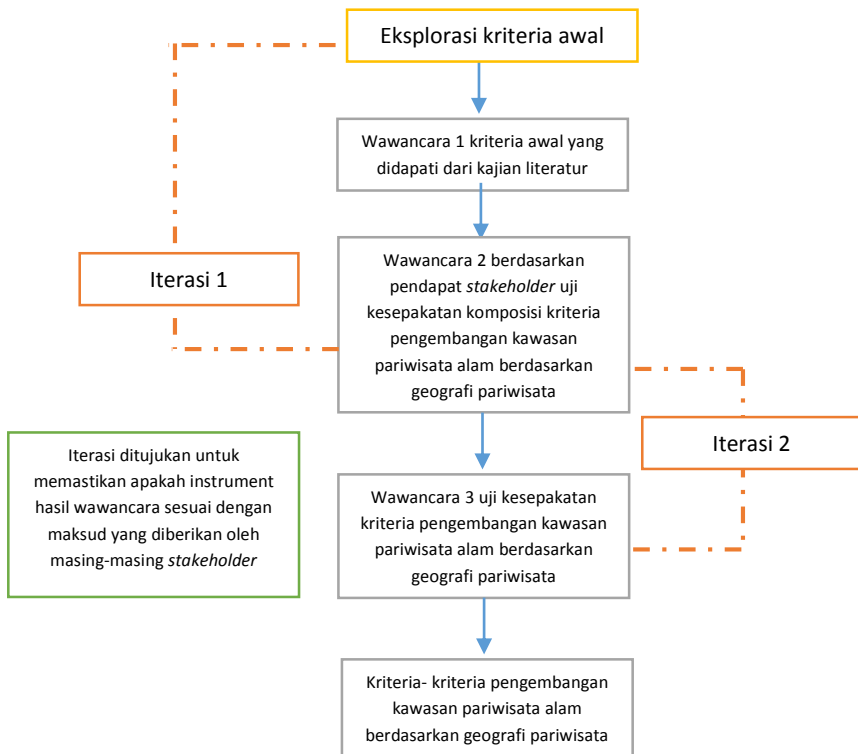 Eksplorasi kriteria awal
Wawancara 1 kriteria awal yang
didapati dari kajian literatur
Iterasi 1
Wawancara 2 berdasarkan
pendapat stakeholder uji
kesepakatan komposisi kriteria
pengembangan kawasan
pariwisata alam berdasarkan
geografi pariwisata
Iterasi 2
Iterasi ditujukan untuk
memastikan apakah instrument
hasil wawancara sesuai dengan
maksud yang diberikan oleh
masing-masing stakeholder
Wawancara 3 uji kesepakatan
kriteria pengembangan kawasan
pariwisata alam berdasarkan
geografi pariwisata
Kriteria- kriteria pengembangan
kawasan pariwisata alam
berdasarkan geografi pariwisata